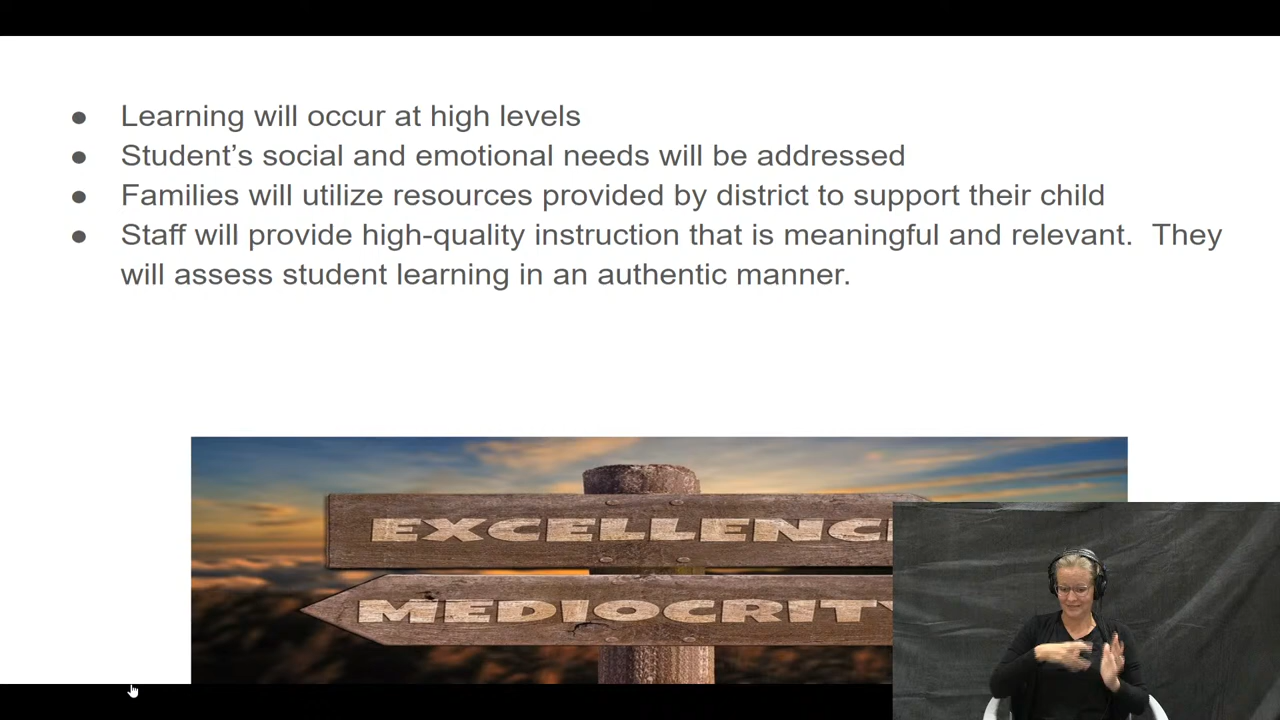 ● Learning will occur at high levels
● Student’s social and emotional needs will be addressed
● Families will utilize resources provided by district to support their child
● Staff will provide high-quality instruction that is meaningful and relevant.  They
will assess student learning in an authentic manner.
EXCELLENC
MEDIOCRIT